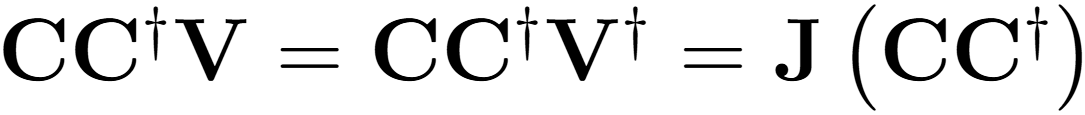 CC†V = CC†V† = J (CC†)